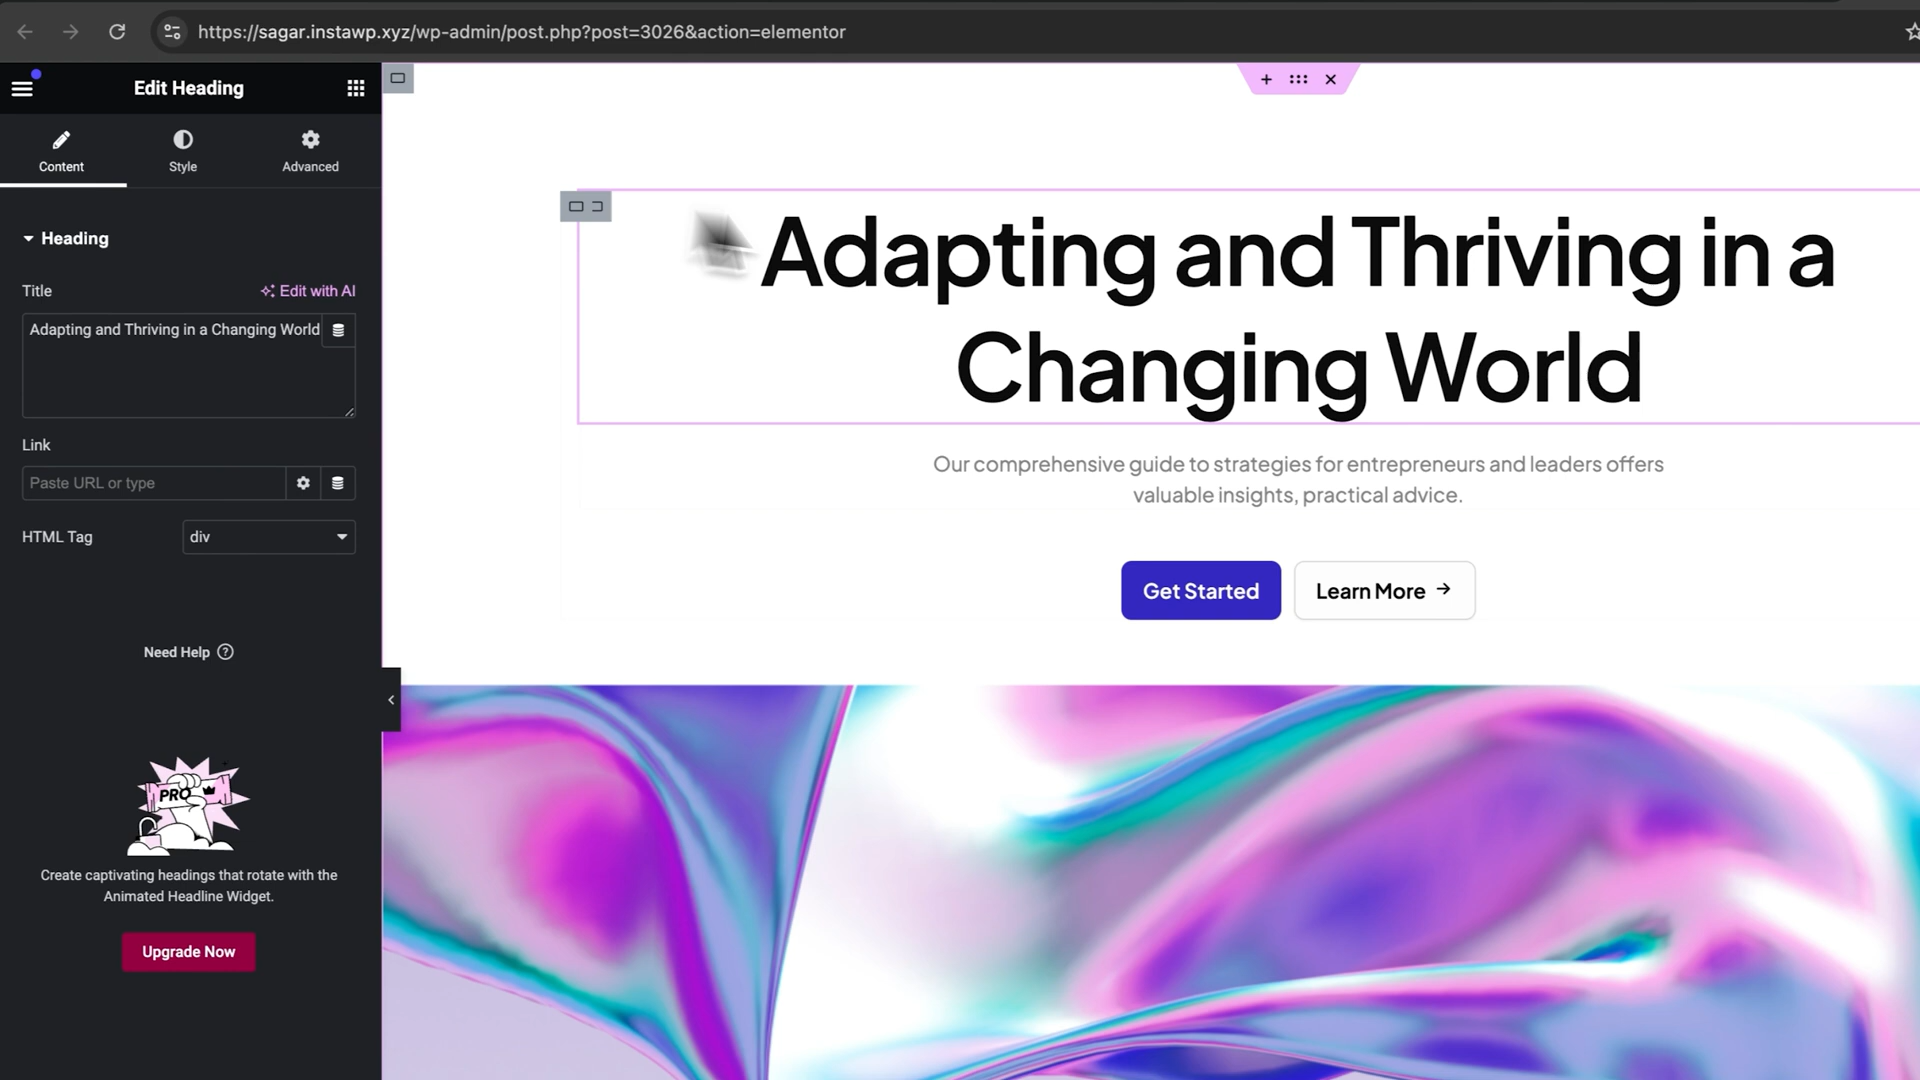 https://sagar.instawp.xyz/wp-admin/post.php?post=3026&action=elementor
Edit Heading
Content
Style
Advanced
Heading
Title
Edit with AI
Adapting and Thriving in a Changing World
Link
Paste URL or type
HTML Tag
div
Need Help
PRO
Create captivating headings that rotate with the
Animated Headline Widget.
Upgrade Now
Adapting and Thriving in a
Changing World
Our comprehensive guide to strategies for entrepreneurs and leaders offers
valuable insights, practical advice.
Get Started
Learn More →